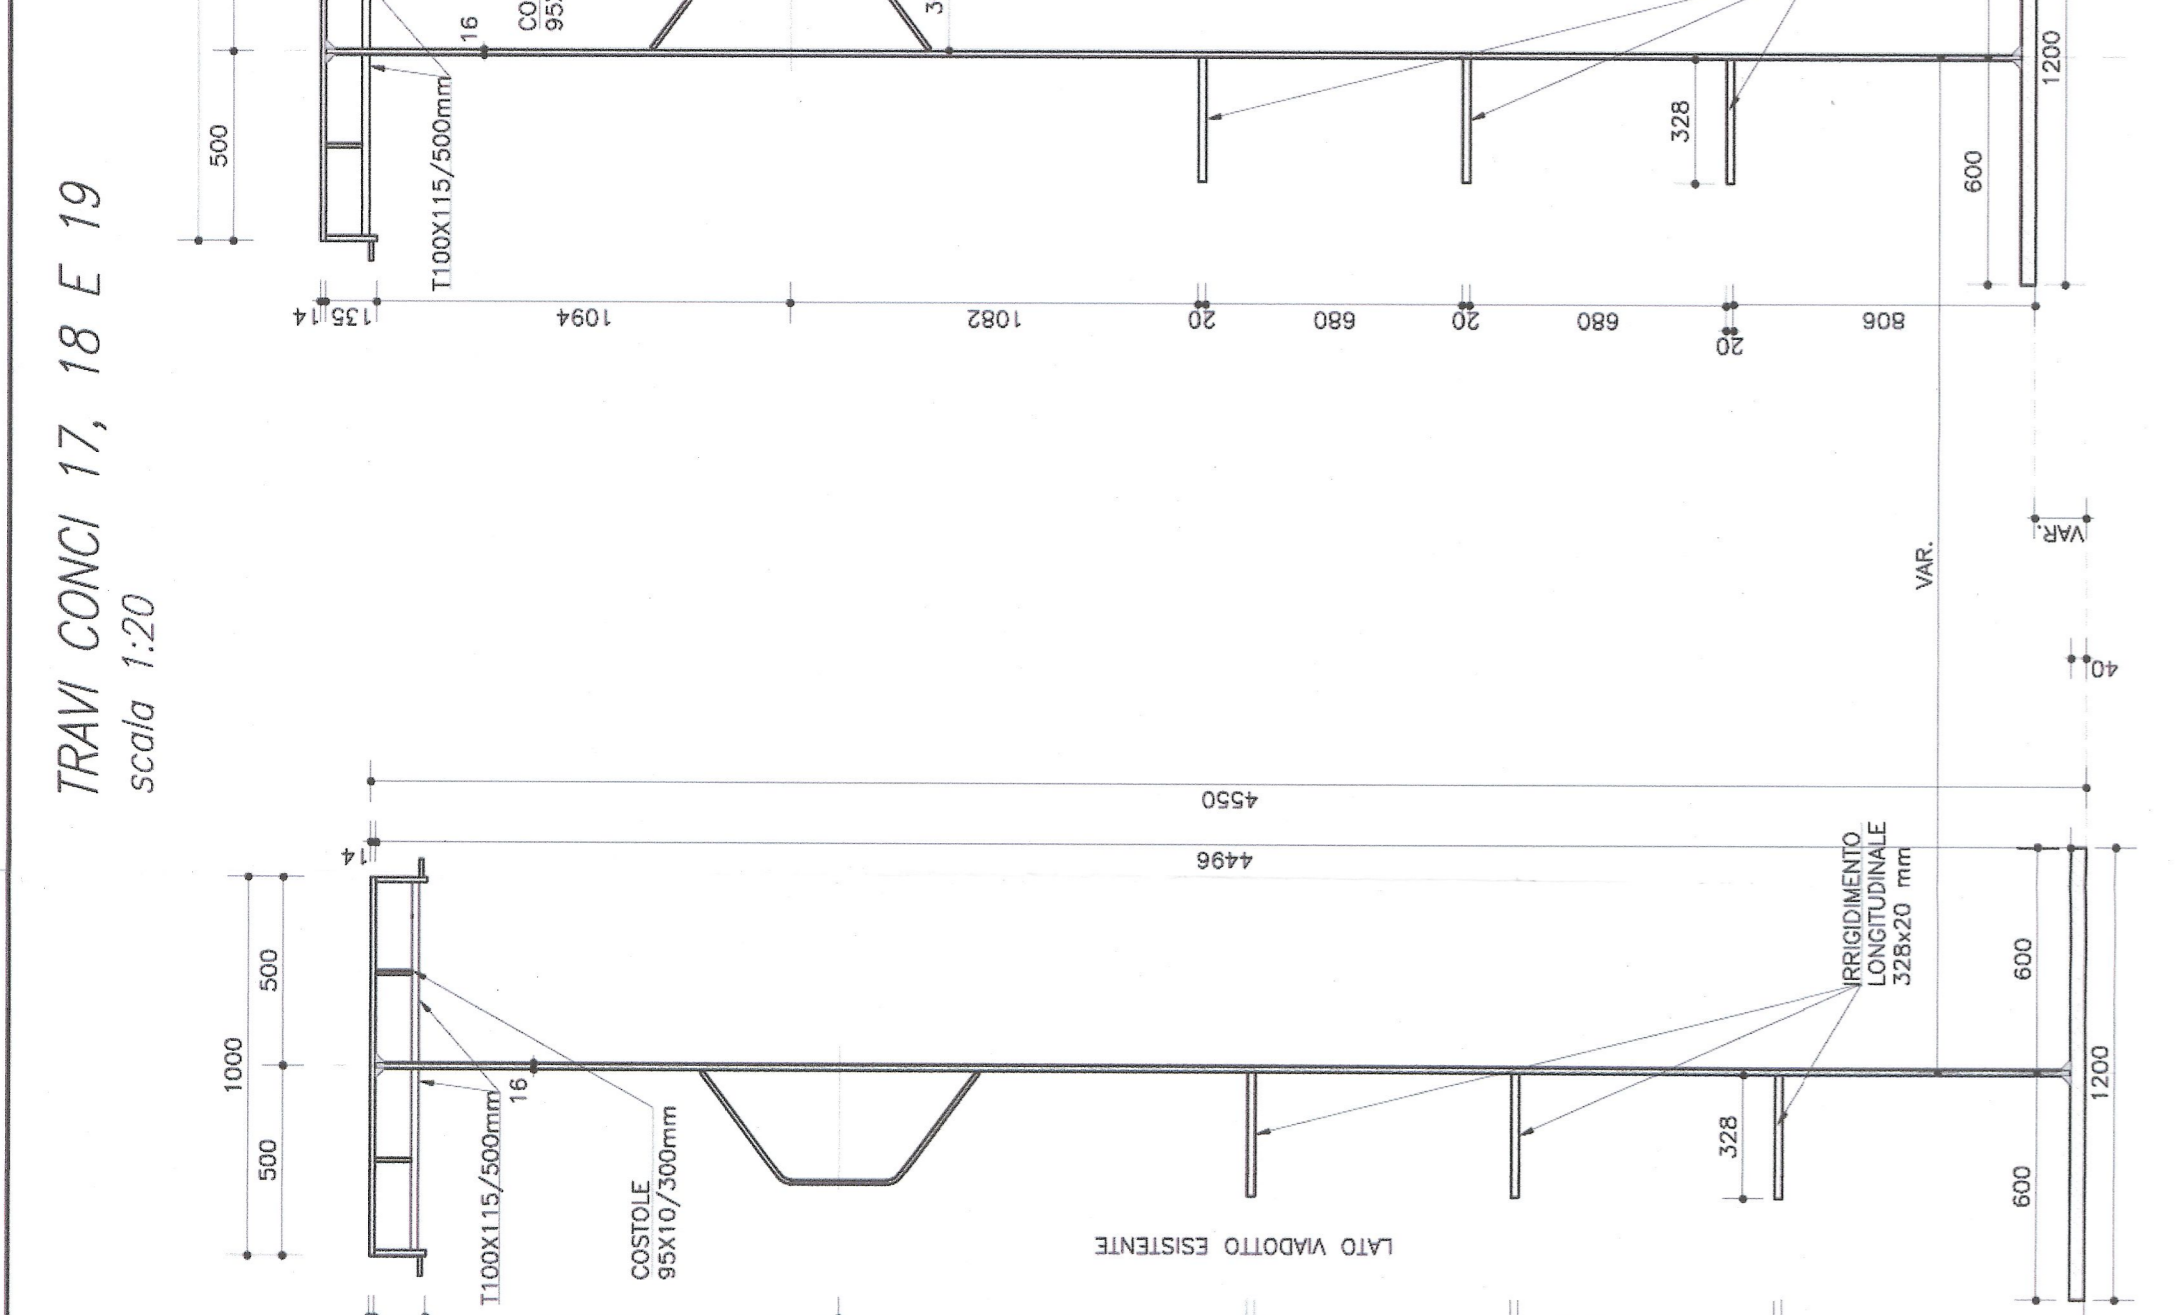 TRAVI CONCI 17, 18 E 19
scala 1:20
500
16
T100X115/500mm
328
600
1200
14
135
1094
1082
20
680
20
680
20
806
VAR.
VAR.
40
4550
14
4496
1000
500
500
16
T100X115/500mm
COSTOLE
95X10/300mm
IRRIGIDIMENTO
LONGITUDINALE
328x20 mm
328
600
600
1200
LATO VIADOTTO ESISTENTE